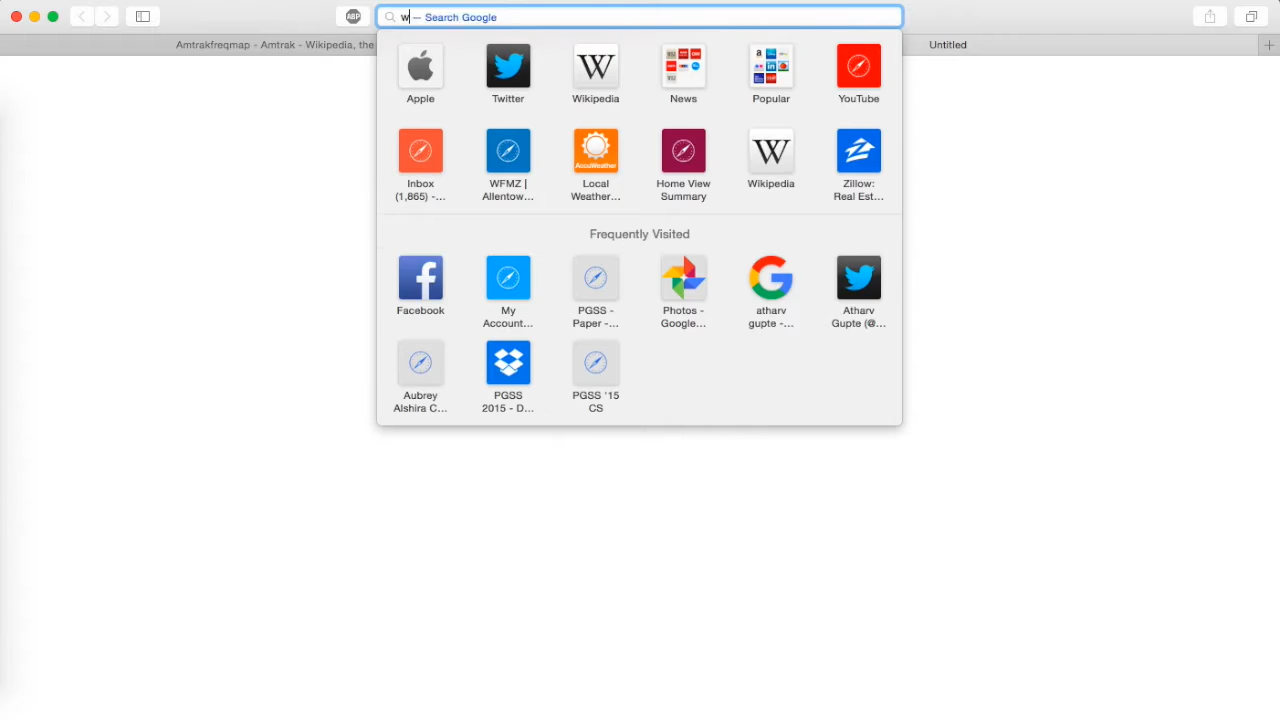 ABP
w — Search Google
Amtrakfreqmap - Amtrak - Wikipedia, the
Untitled
Apple
Twitter
W
Wikipedia
News
a
Popular
YouTube
Inbox
(1,865) -...
WFMZ |
Allentow...
AccuWeather
Local
Weather...
Home View
Summary
W
Wikipedia
Zillow:
Real Est...
Frequently Visited
Facebook
My
Account...
PGSS -
Paper -...
Photos -
Google...
atharv
gupte -...
Atharv
Gupte (@...
Aubrey
Alshira C...
PGSS
2015 - D...
PGSS '15
CS